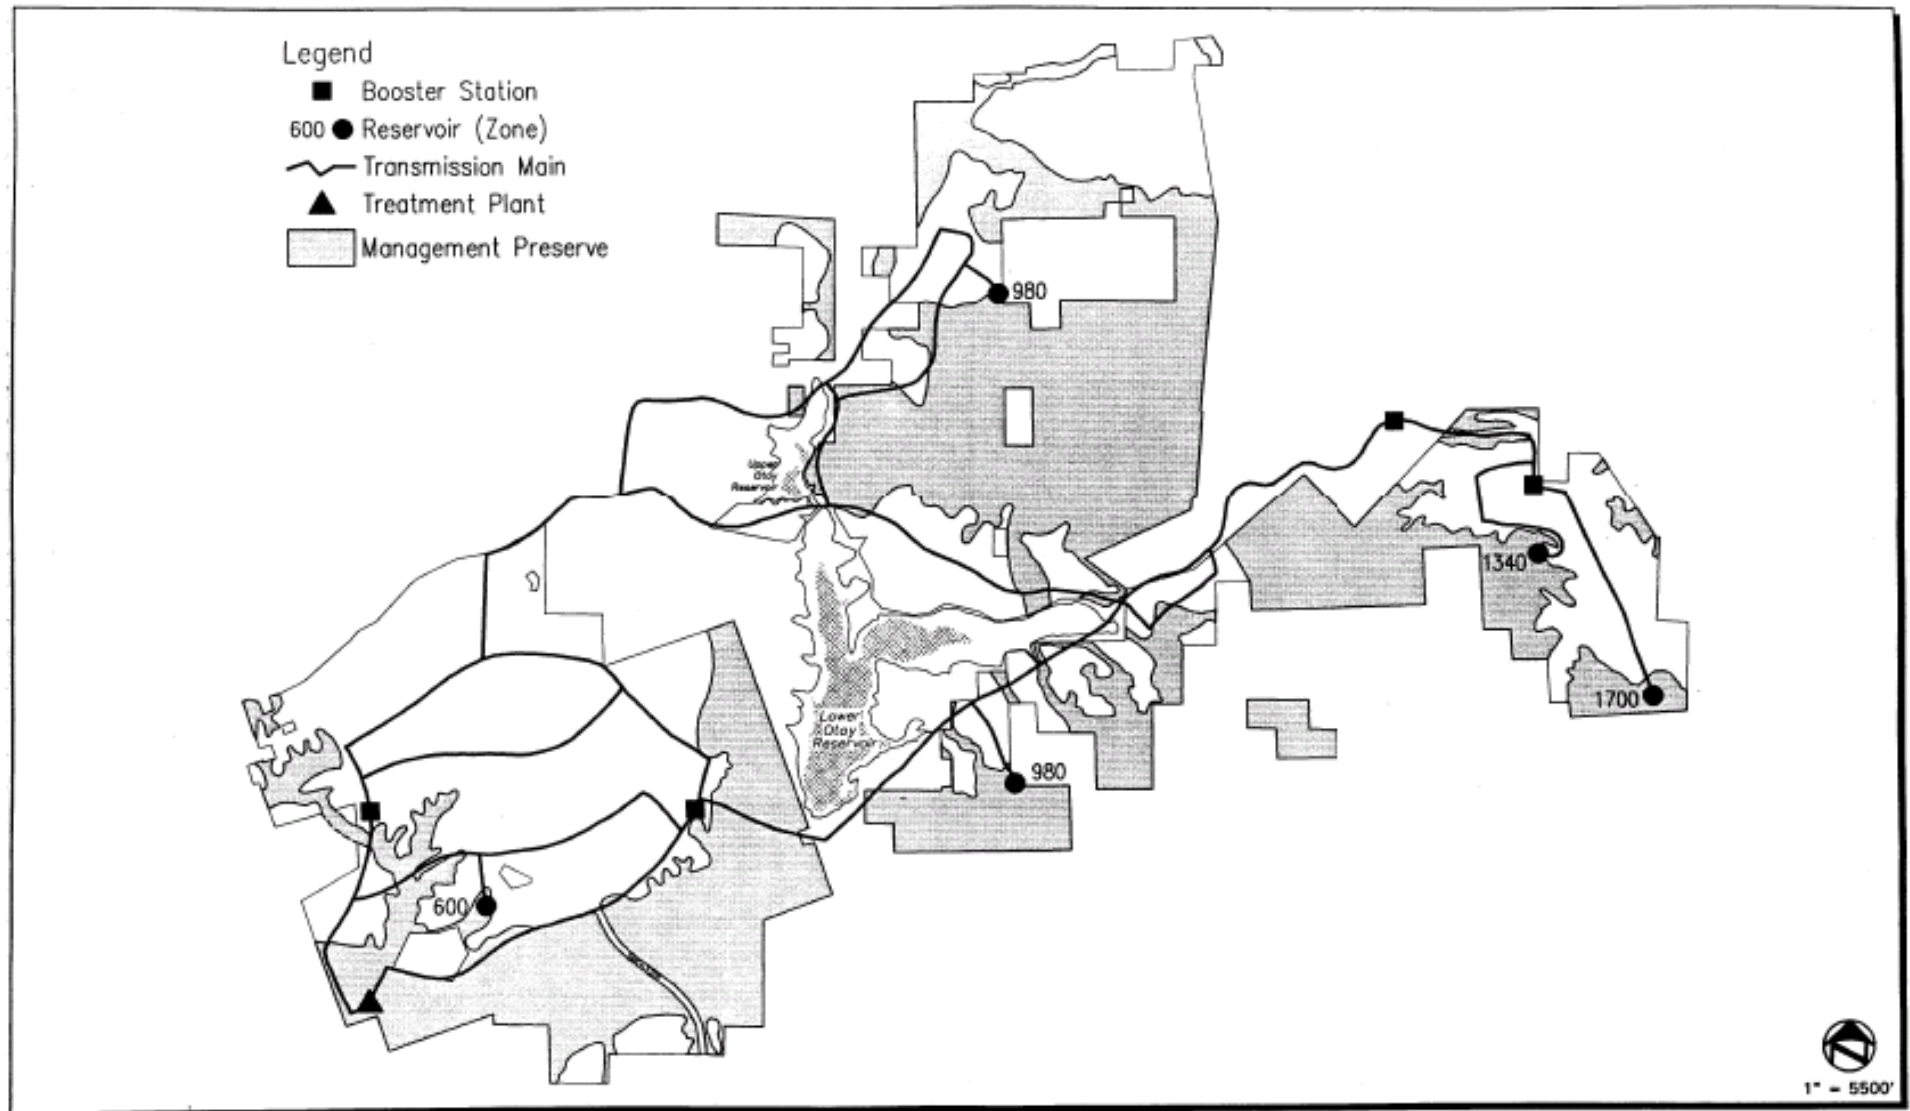 Legend
Booster Station
600 Reservoir (Zone)
Transmission Main
Treatment Plant
Management Preserve
980
Upper
Otay
Reservoir
1340
1700
Lower
Otay
Reservoir
980
600
1" = 5500'